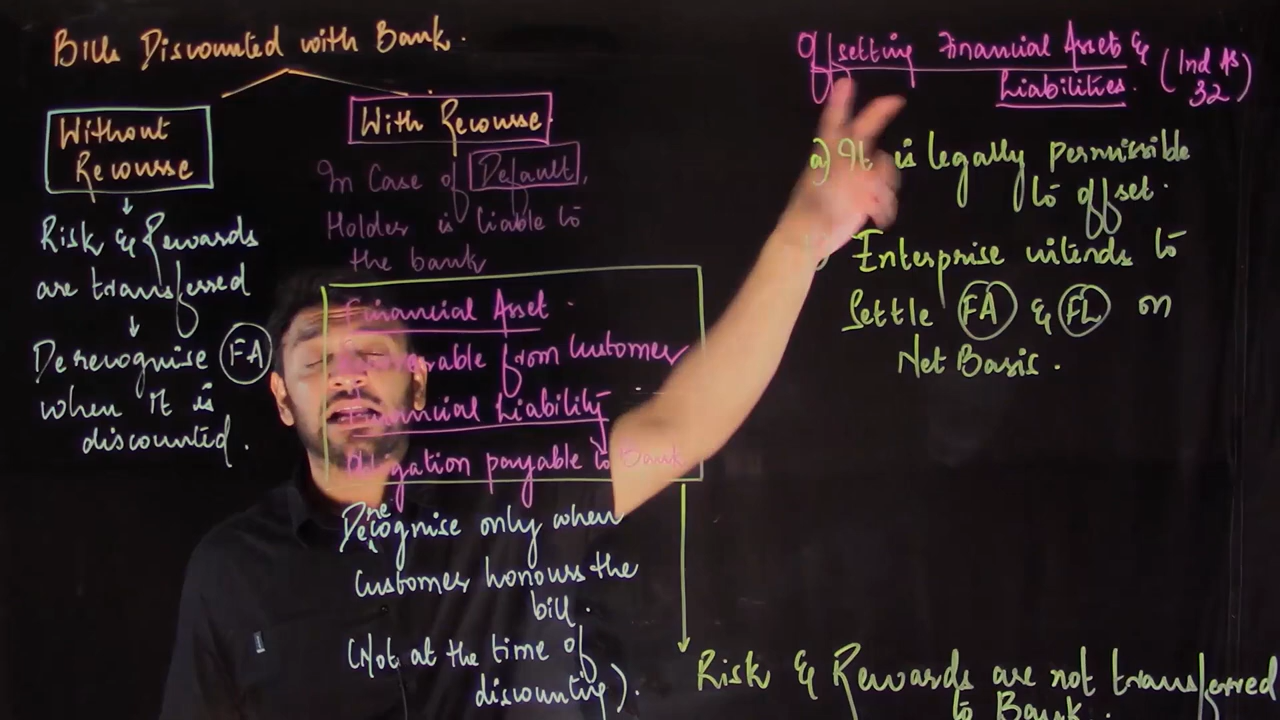 Bills Discounted with Bank.
Without
Recourse
Risk & Rewards
are transferred
Derecognise FA
when it is
discounted.
With Recourse.
In Case of Default,
Holder is liable to
the bank
Financial Asset.
from Customer
Financial Liability
Obligation payable to Bank
Derecognise only when
Customer honours the
bill.
(Not at the time of
discounting).
Risk & Rewards are not transferred
to Bank.
Offsetting Financial Assets &
Liabilities.
(Ind AS
32)
a) It is legally permissible
to offset.
Enterprise intends to
Settle FA & FL on
Net Basis.